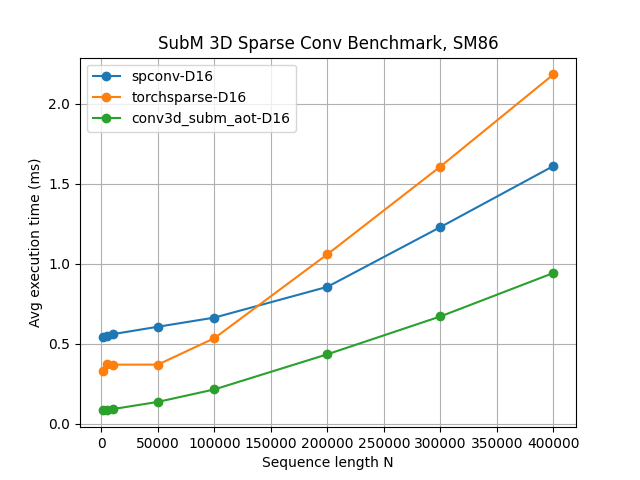 SubM 3D Sparse Conv Benchmark, SM86
spconv-D16
torchsparse-D16
conv3d_subm_aot-D16
Avg execution time (ms)
2.0
1.5
1.0
0.5
0.0
0 50000 100000 150000 200000 250000 300000 350000 400000
Sequence length N